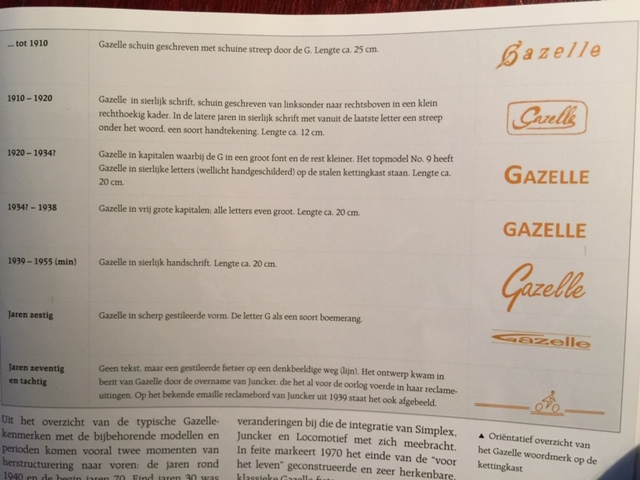 ... tot 1910
Gazelle schuin geschreven met schuine streep door de G. Lengte ca. 25 cm.
Gazelle
1910 – 1920
Gazelle in sierlijk schrift, schuin geschreven van linksonder naar rechtsboven in een klein
rechthoekig kader. In de latere jaren in sierlijk schrift met vanuit de laatste letter een streep
onder het woord, een soort handtekening. Lengte ca. 12 cm.
Gazelle
1920 – 1934?
Gazelle in kapitalen waarbij de G in een groot font en de rest kleiner. Het topmodel No. 9 heeft
Gazelle in sierlijke letters (wellicht handgeschilderd) op de stalen kettingkast staan. Lengte ca.
20 cm.
GAZELLE
1934? – 1938
Gazelle in vrij grote kapitalen; alle letters even groot. Lengte ca. 20 cm.
GAZELLE
1939 – 1955 (min)
Gazelle in sierlijk handschrift. Lengte ca. 20 cm.
Gazelle
Jaren zestig
Gazelle in scherp gestileerde vorm. De letter G als een soort boemerang.
Gazelle
Jaren zeventig
en tachtig
Geen tekst, maar een gestileerde fietser op een denkbeeldige weg (lijn). Het ontwerp kwam in
bezit van Gazelle door de overname van Juncker, die het al voor de oorlog voerde in haar reclame-
uitingen. Op het bekende emaille reclamebord van Juncker uit 1939 staat het ook afgebeeld.
Uit het overzicht van de typische Gazelle-
kenmerken met de bijbehorende modellen en
perioden komen vooral twee momenten van
herstructurering naar voren: de jaren rond
1940 en de begin jaren 70. Eind jaren 30 was
veranderingen bij die de integratie van Simplex,
Juncker en Locomotief met zich meebracht.
In feite markeert 1970 het einde van de "voor
het leven" geconstrueerde en zeer herkenbare,
klassieke Gazelle
▲ Oriëntatief overzicht van
het Gazelle woordmerk op de
kettingkast